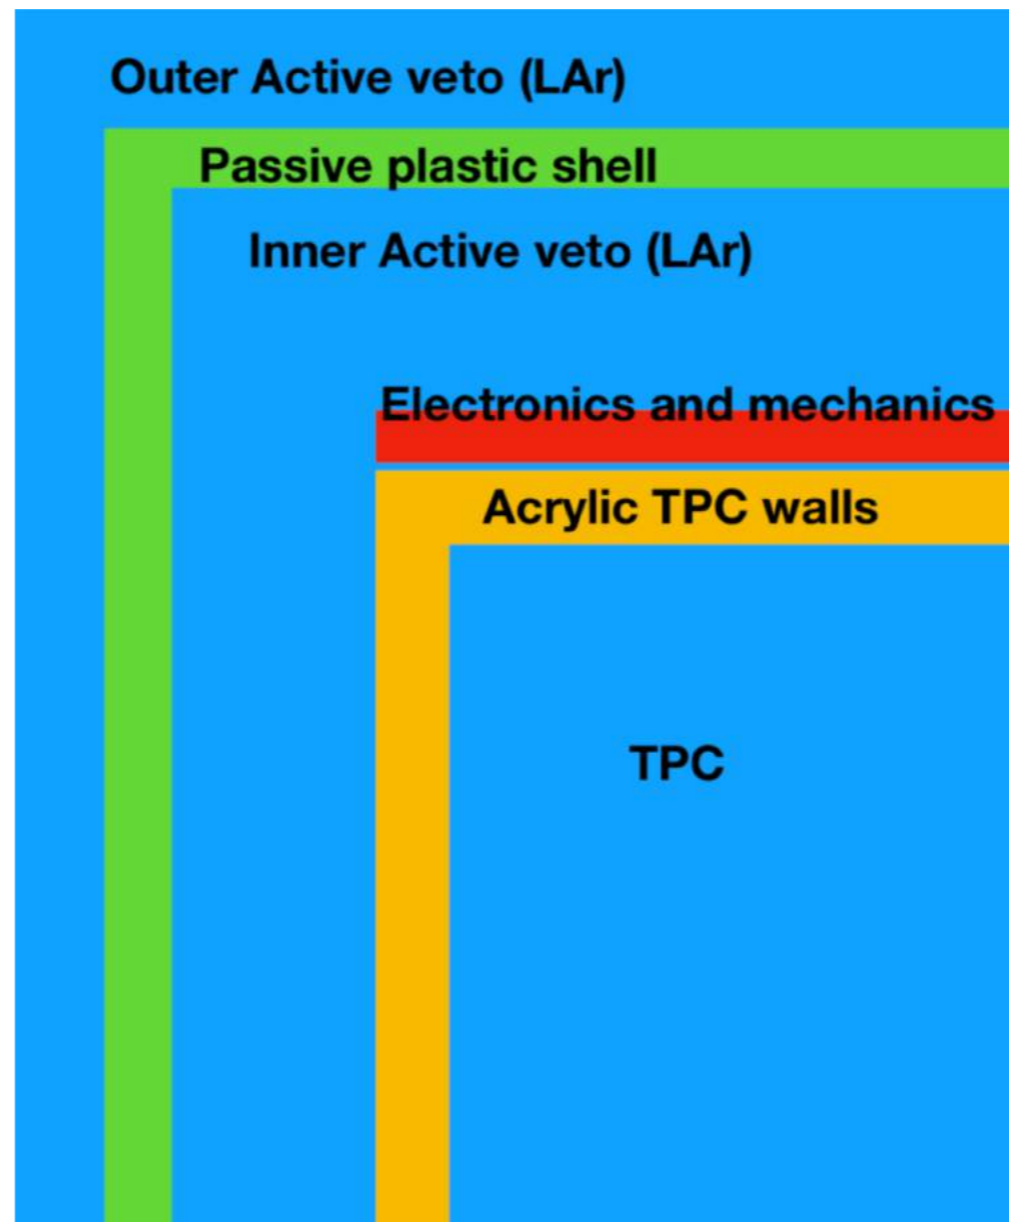 Outer Active veto (LAr)
Passive plastic shell
Inner Active veto (LAr)
Electronics and mechanics
Acrylic TPC walls
TPC